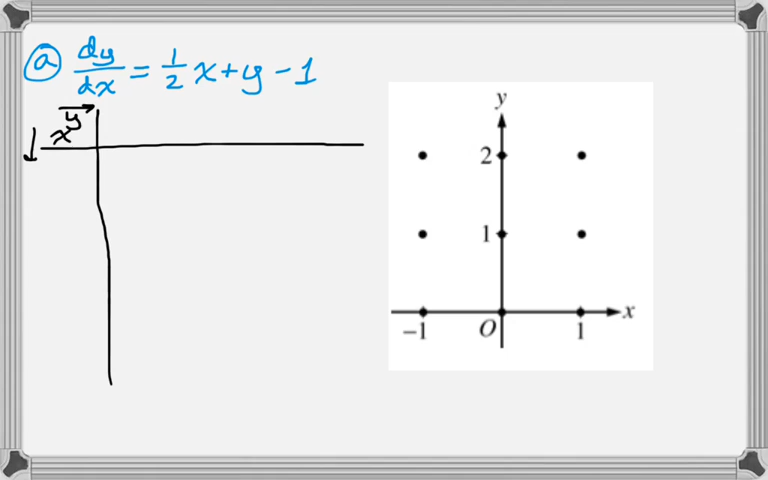 ⓐ dy/dx = 1/2 x + y - 1
y
x
y
2
1
-1 O 1 x